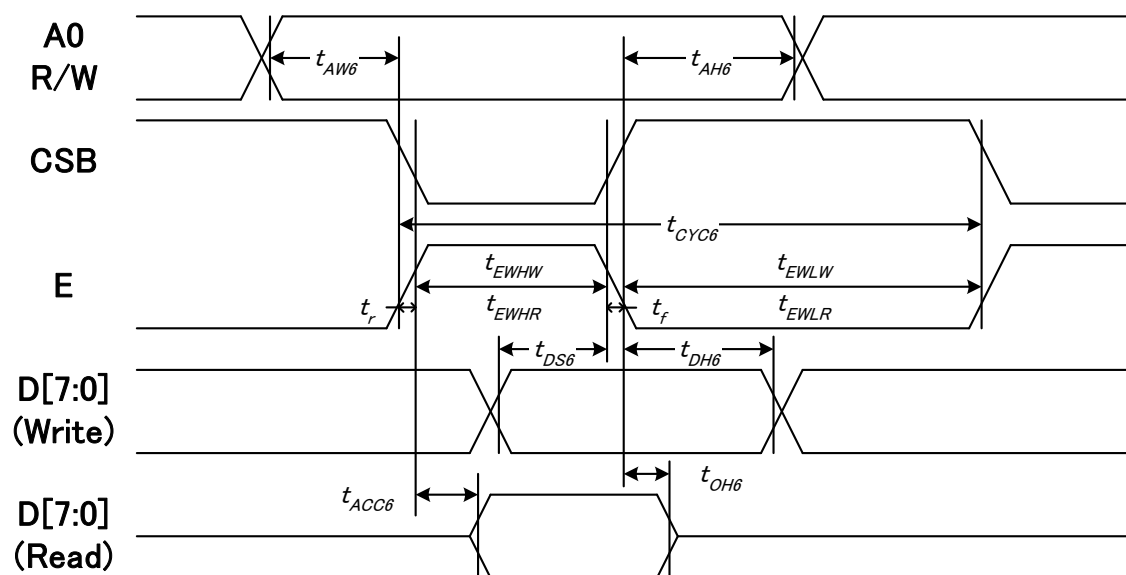 A0
R/W
t_AW6
t_AH6
CSB
t_CYC6
E
t_EWHW
t_EWLW
t_r
t_EWHR
t_f
t_EWLR
t_DS6
t_DH6
D[7:0]
(Write)
t_ACC6
t_OH6
D[7:0]
(Read)